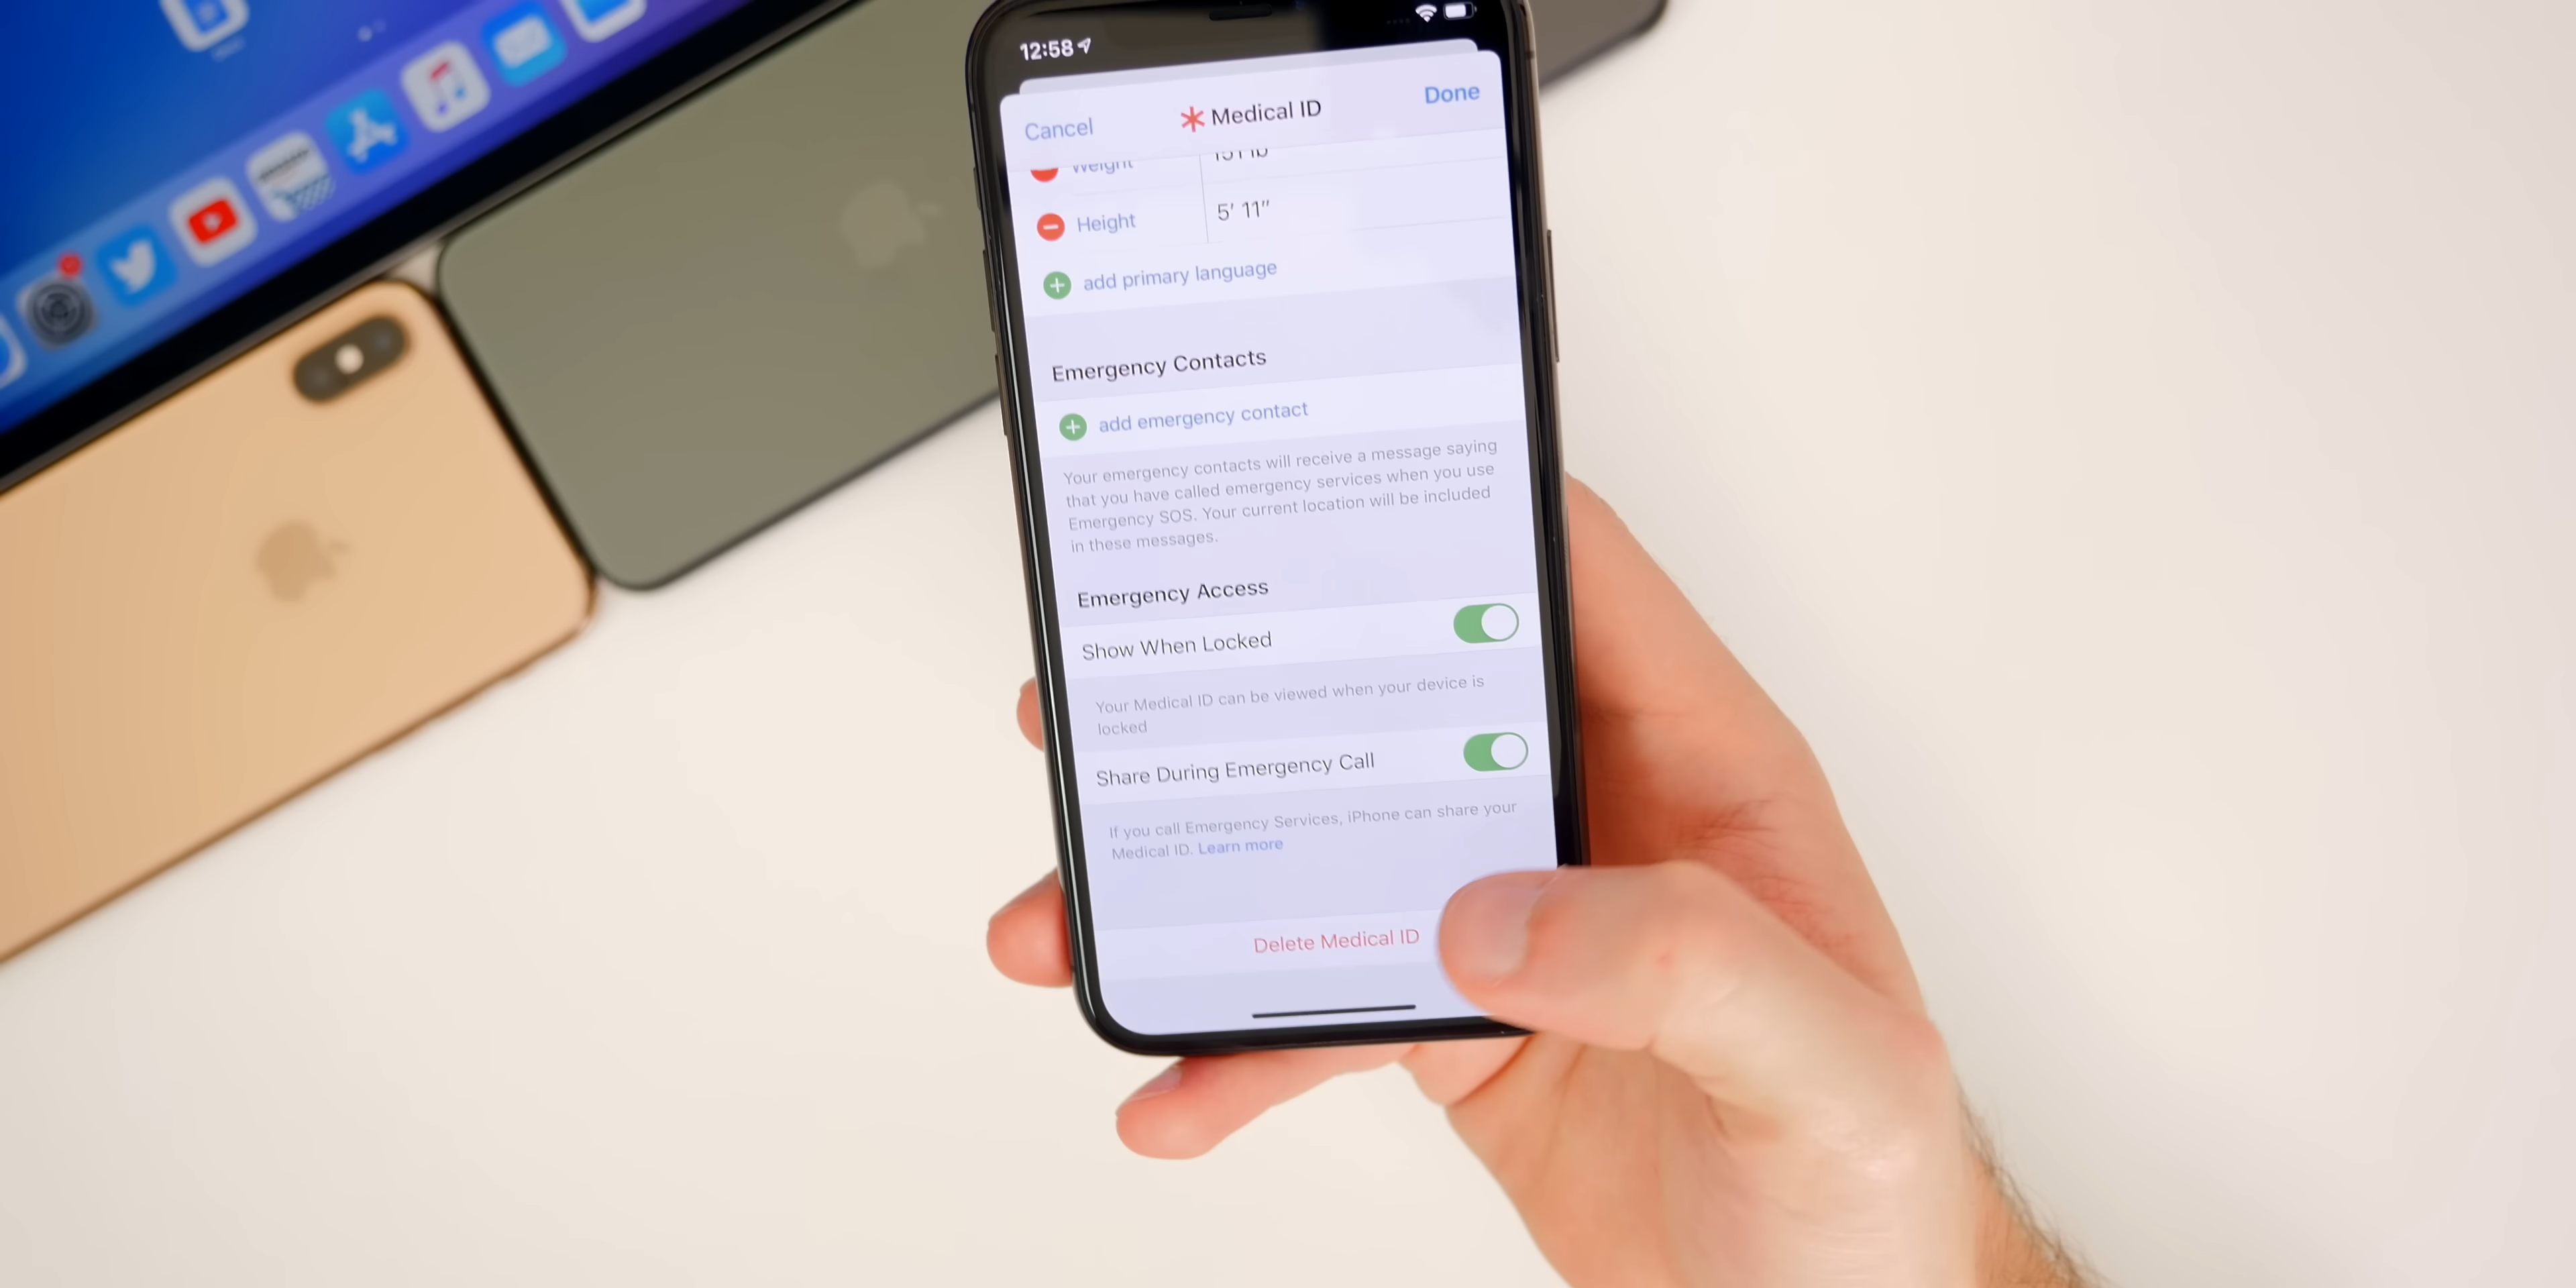 12:58
Cancel
Medical ID
Done
Weight
Height
5' 11"
add primary language
Emergency Contacts
add emergency contact
Your emergency contacts will receive a message saying
that you have called emergency services when you use
Emergency SOS. Your current location will be included
in these messages.
Emergency Access
Show When Locked
Your Medical ID can be viewed when your device is
locked
Share During Emergency Call
If you call Emergency Services, iPhone can share your
Medical ID. Learn more
Delete Medical ID